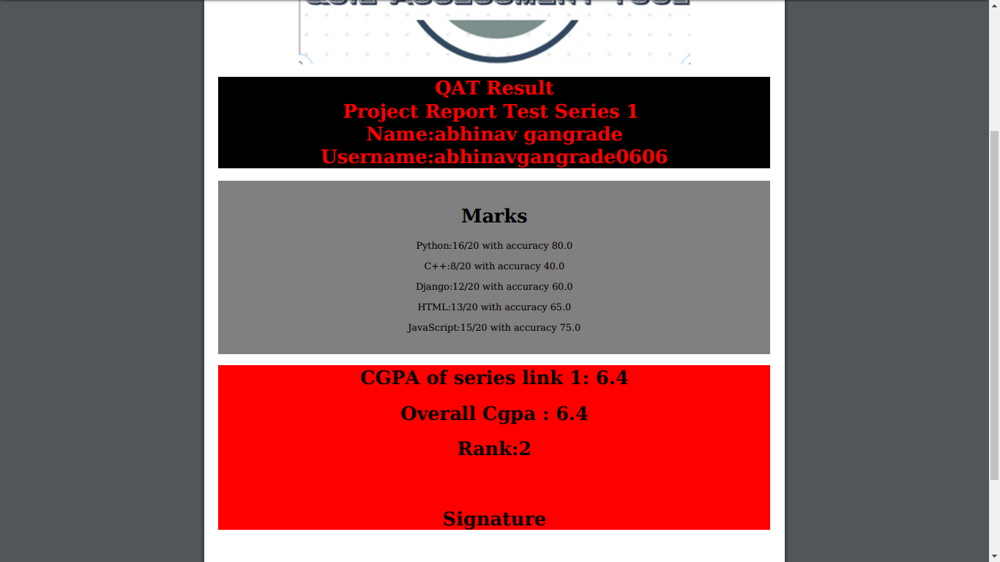 QUIZ ASSESSMENT TOOL
QAT Result
Project Report Test Series 1
Name:abhinav gangrade
Username:abhinavgangrade0606
Marks
Python:16/20 with accuracy 80.0
C++:8/20 with accuracy 40.0
Django:12/20 with accuracy 60.0
HTML:13/20 with accuracy 65.0
JavaScript:15/20 with accuracy 75.0
CGPA of series link 1: 6.4
Overall Cgpa : 6.4
Rank:2
Signature